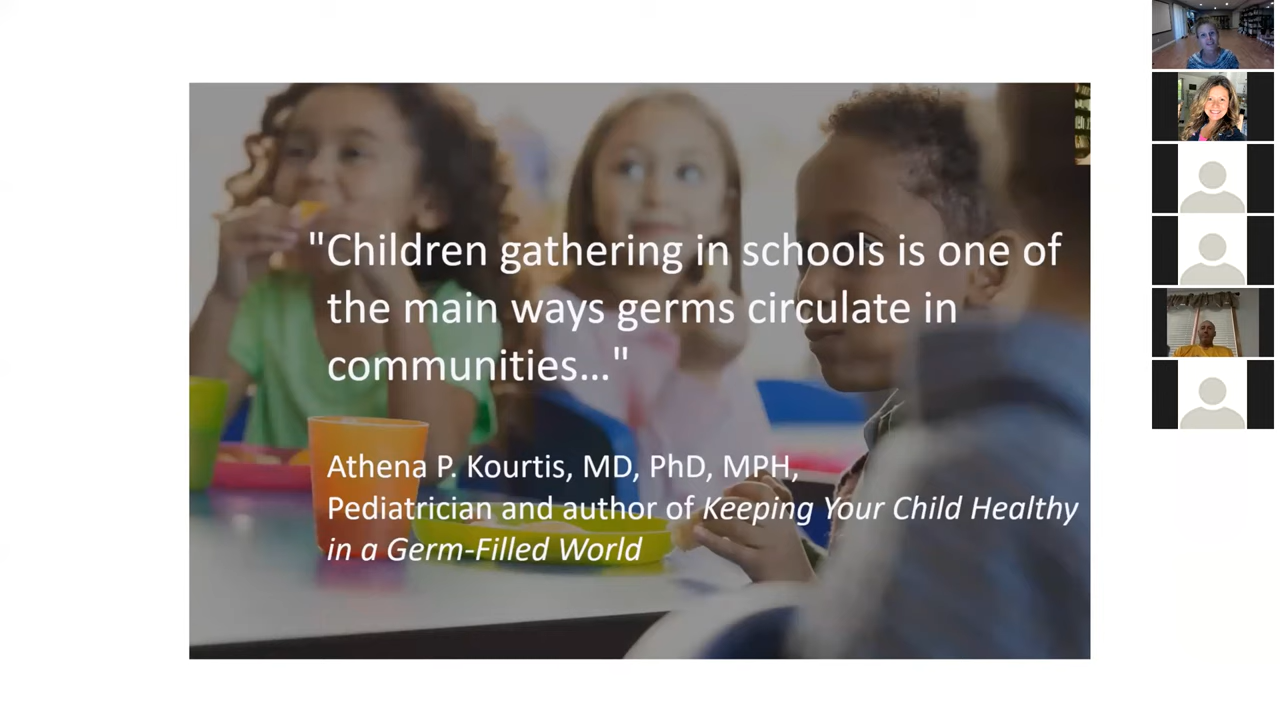 "Children gathering in schools is one of
the main ways germs circulate in
communities..."
Athena P. Kourtis, MD, PhD, MPH,
Pediatrician and author of Keeping Your Child Healthy
in a Germ-Filled World